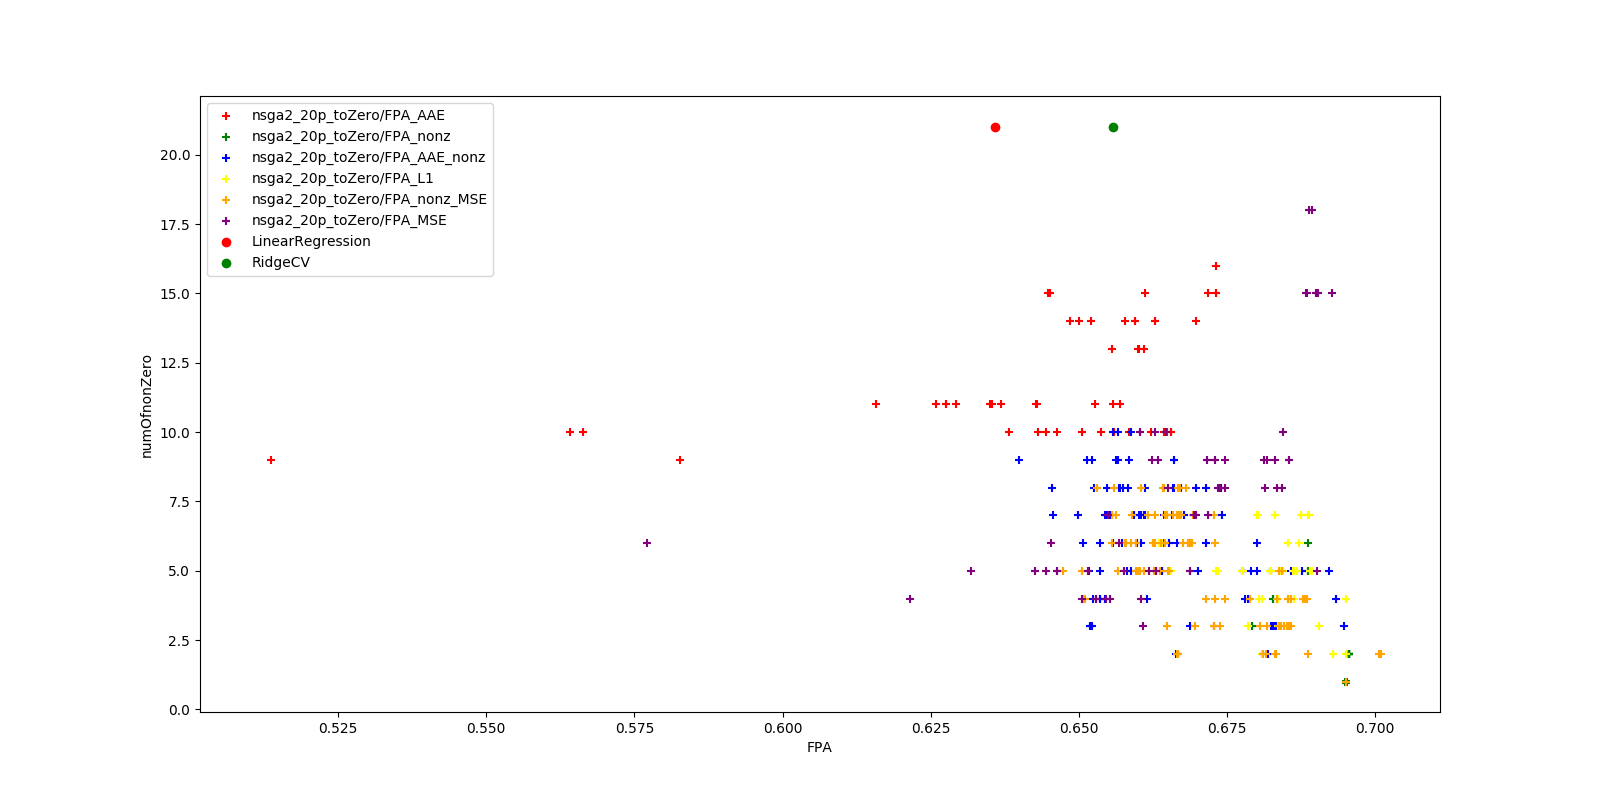 nsga2_20p_toZero/FPA_AAE
nsga2_20p_toZero/FPA_nonz
nsga2_20p_toZero/FPA_AAE_nonz
nsga2_20p_toZero/FPA_L1
nsga2_20p_toZero/FPA_nonz_MSE
nsga2_20p_toZero/FPA_MSE
LinearRegression
RidgeCV
20.0
17.5
15.0
12.5
10.0
7.5
5.0
2.5
0.0
numOfnonZero
0.525 0.550 0.575 0.600 0.625 0.650 0.675 0.700
FPA